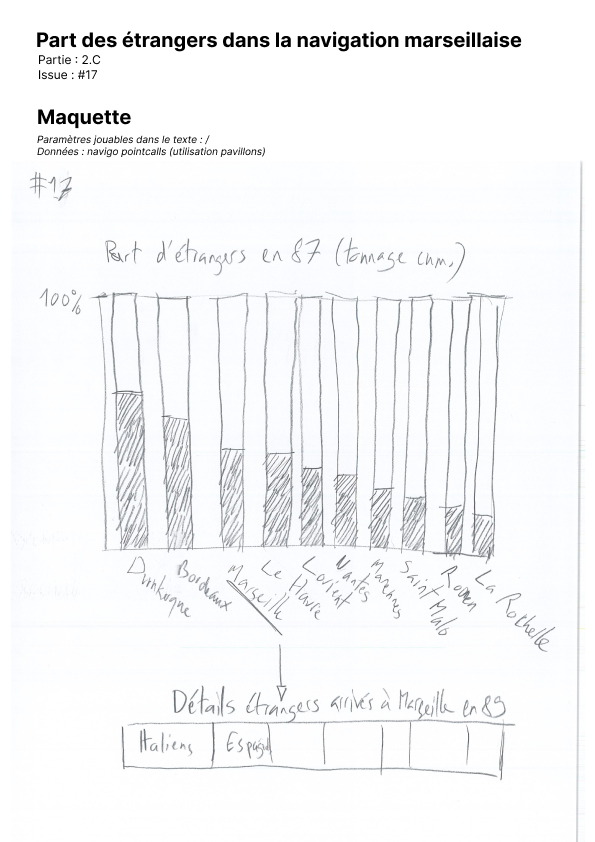 Part des étrangers dans la navigation marseillaise
Partie : 2.C
Issue : #17
Maquette
Paramètres jouables dans le texte : /
Données : navigo pointcalls (utilisation pavillons)
#17
Part d'étrangers en 87 (tonnage cum.)
100%
Dunkerque
Bordeaux
Marseille
Le Havre
Lorient
Nantes
Marennes
Saint Malo
Rouen
La Rochelle
Détails étrangers arrivés à Marseille en 89
Italiens Espagnol